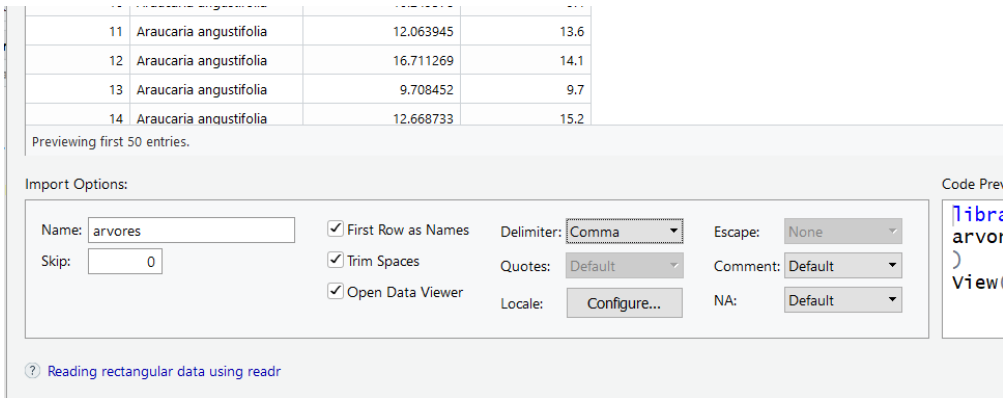 11 Araucaria angustifolia 12.063945 13.6
12 Araucaria angustifolia 16.711269 14.1
13 Araucaria angustifolia 9.708452 9.7
14 Araucaria angustifolia 12.668733 15.2
Previewing first 50 entries.
Import Options:
Code Prev
Name: arvores
First Row as Names
Delimiter: Comma
Escape: None
Skip: 0
Trim Spaces
Quotes: Default
Comment: Default
Open Data Viewer
Locale: Configure...
NA: Default
libra
arvor
)
View(
? Reading rectangular data using readr